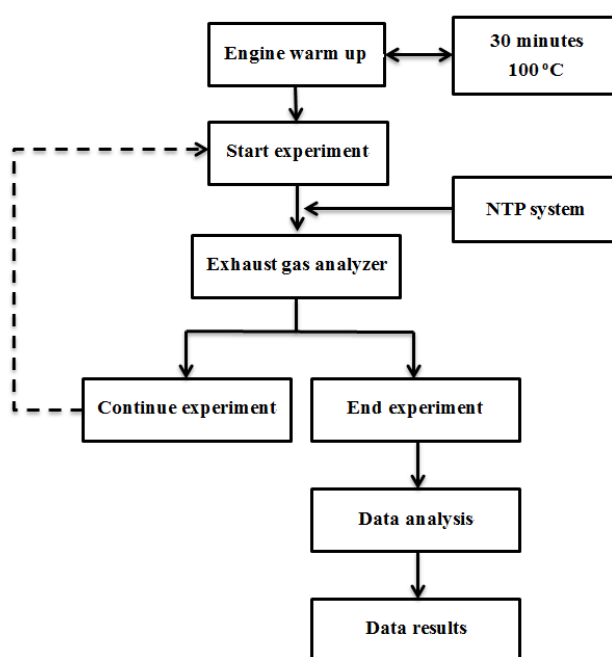 Engine warm up
30 minutes
100 °C
Start experiment
NTP system
Exhaust gas analyzer
Continue experiment
End experiment
Data analysis
Data results